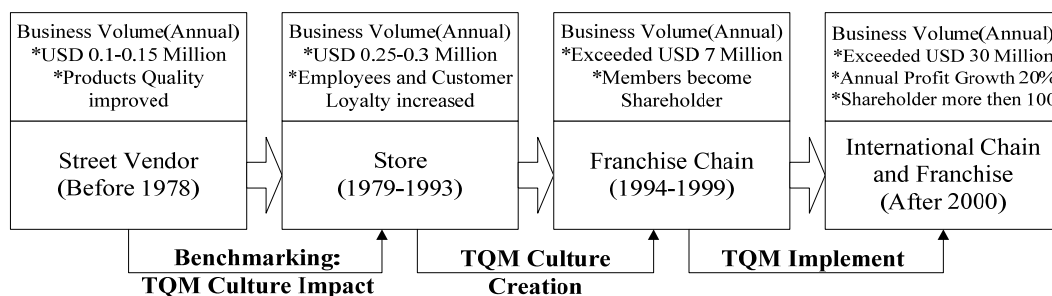 Business Volume(Annual)
*USD 0.1-0.15 Million
*Products Quality
improved
Street Vendor
(Before 1978)
Business Volume(Annual)
*USD 0.25-0.3 Million
*Employees and Customer
Loyalty increased
Store
(1979-1993)
Business Volume(Annual)
*Exceeded USD 7 Million
*Members become
Shareholder
Franchise Chain
(1994-1999)
Business Volume(Annual)
*Exceeded USD 30 Million
*Annual Profit Growth 20%
*Shareholder more then 100
International Chain
and Franchise
(After 2000)
Benchmarking:
TQM Culture Impact
TQM Culture
Creation
TQM Implement